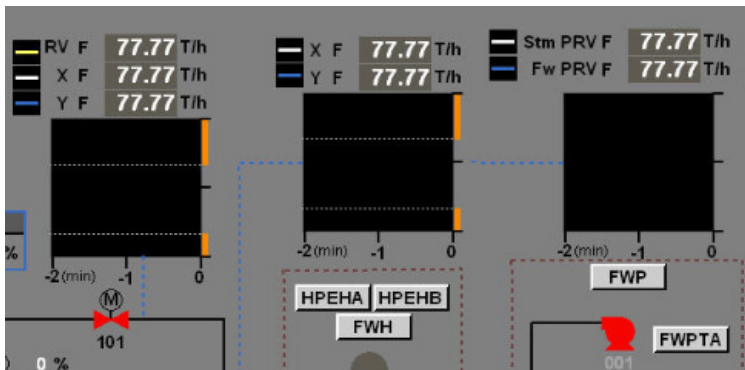 RV F 77.77 T/h
X F 77.77 T/h
Y F 77.77 T/h
-2 (min) -1 0
M
101
%
0 %
X F 77.77 T/h
Y F 77.77 T/h
-2 (min) -1 0
HPEHA HPEHB
FWH
Stm PRV F 77.77 T/h
Fw PRV F 77.77 T/h
-2 (min) -1 0
FWP
FWPTA
001